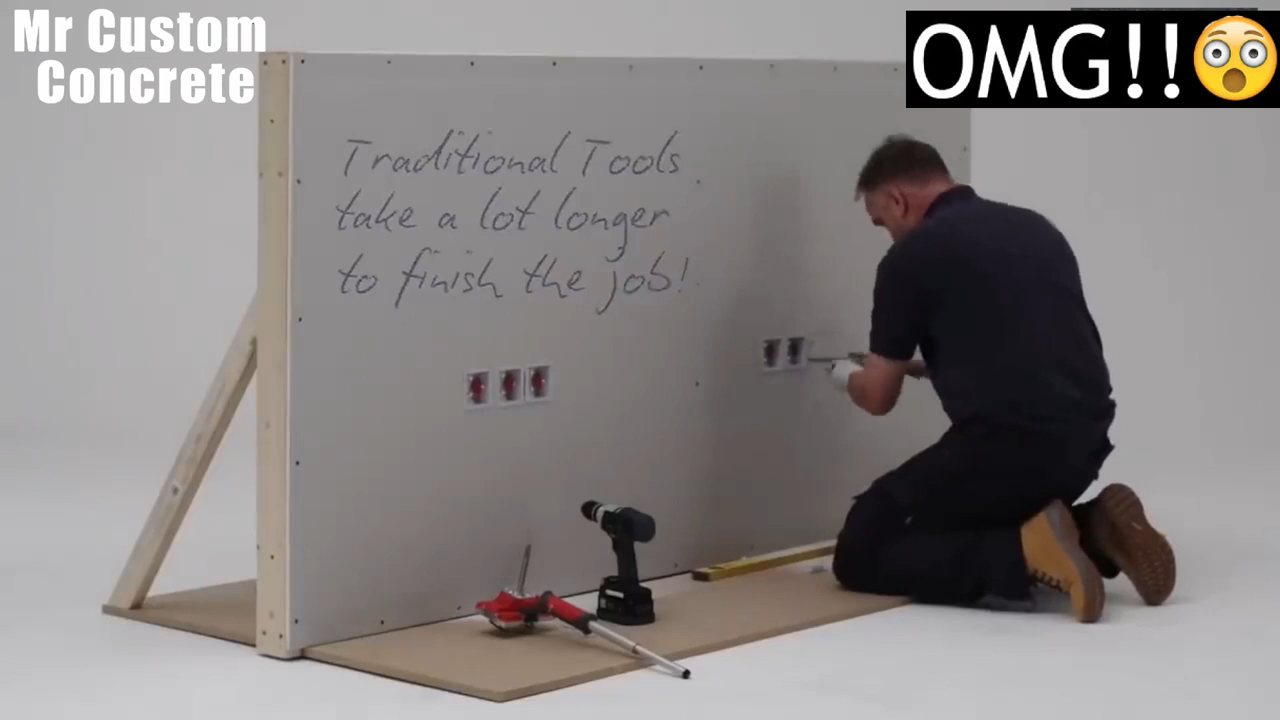 Mr Custom
Concrete
OMG!!😲
Traditional Tools
take a lot longer
to finish the job!